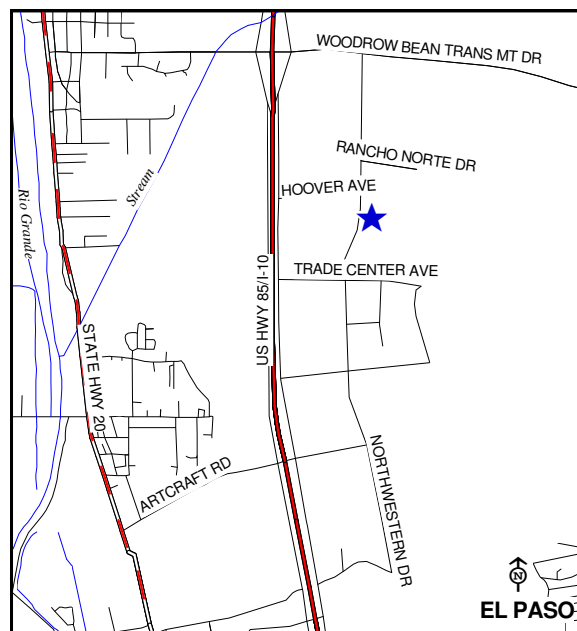 WOODROW BEAN TRANS MT DR
RANCHO NORTE DR
HOOVER AVE
Stream
Rio Grande
TRADE CENTER AVE
US HWY 85/I-10
STATE HWY 20
ARTCRAFT RD
NORTHWESTERN DR
N
EL PASO